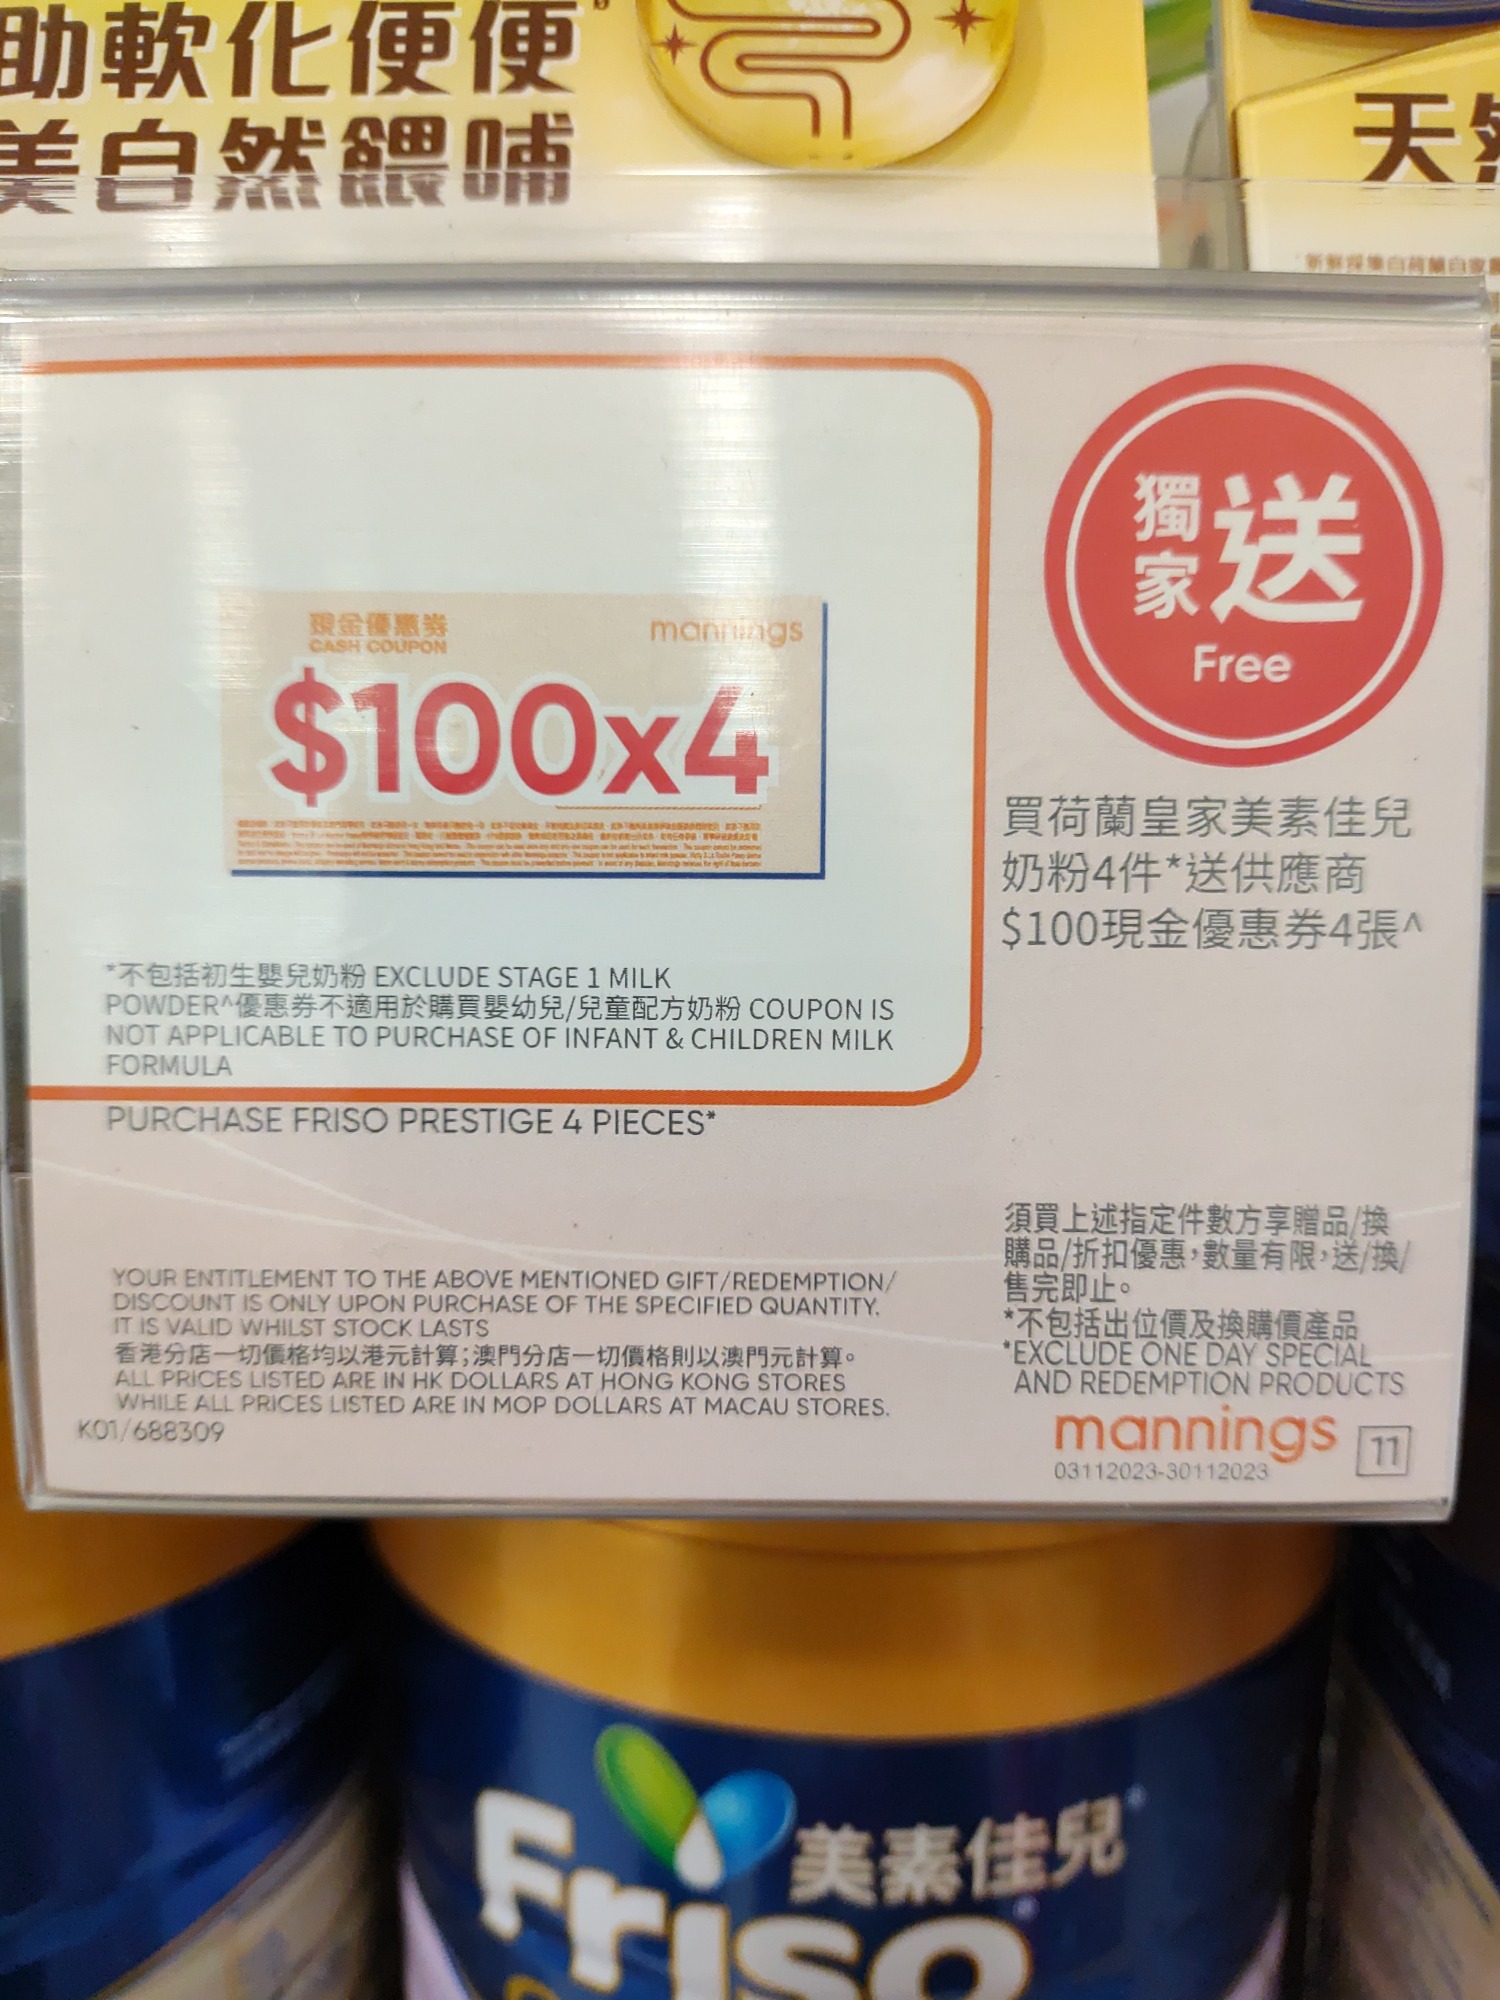 助軟化便便
美自然餵哺
天然
獨家送
Free
現金優惠券
CASH COUPON
mannings
$100x4
買荷蘭皇家美素佳兒
奶粉4件*送供應商
$100現金優惠券4張^
*不包括初生嬰兒奶粉 EXCLUDE STAGE 1 MILK
POWDER^優惠券不適用於購買嬰幼兒/兒童配方奶粉 COUPON IS
NOT APPLICABLE TO PURCHASE OF INFANT & CHILDREN MILK
FORMULA
PURCHASE FRISO PRESTIGE 4 PIECES*
YOUR ENTITLEMENT TO THE ABOVE MENTIONED GIFT/REDEMPTION/
DISCOUNT IS ONLY UPON PURCHASE OF THE SPECIFIED QUANTITY.
IT IS VALID WHILST STOCK LASTS
香港分店一切價格均以港元計算;澳門分店一切價格則以澳門元計算。
ALL PRICES LISTED ARE IN HK DOLLARS AT HONG KONG STORES
WHILE ALL PRICES LISTED ARE IN MOP DOLLARS AT MACAU STORES.
K01/688309
須買上述指定件數方享贈品/換
購品/折扣優惠,數量有限,送/換/
售完即止。
*不包括出位價及換購價產品
*EXCLUDE ONE DAY SPECIAL
AND REDEMPTION PRODUCTS
mannings
11
03112023-30112023
美素佳兒
Friso